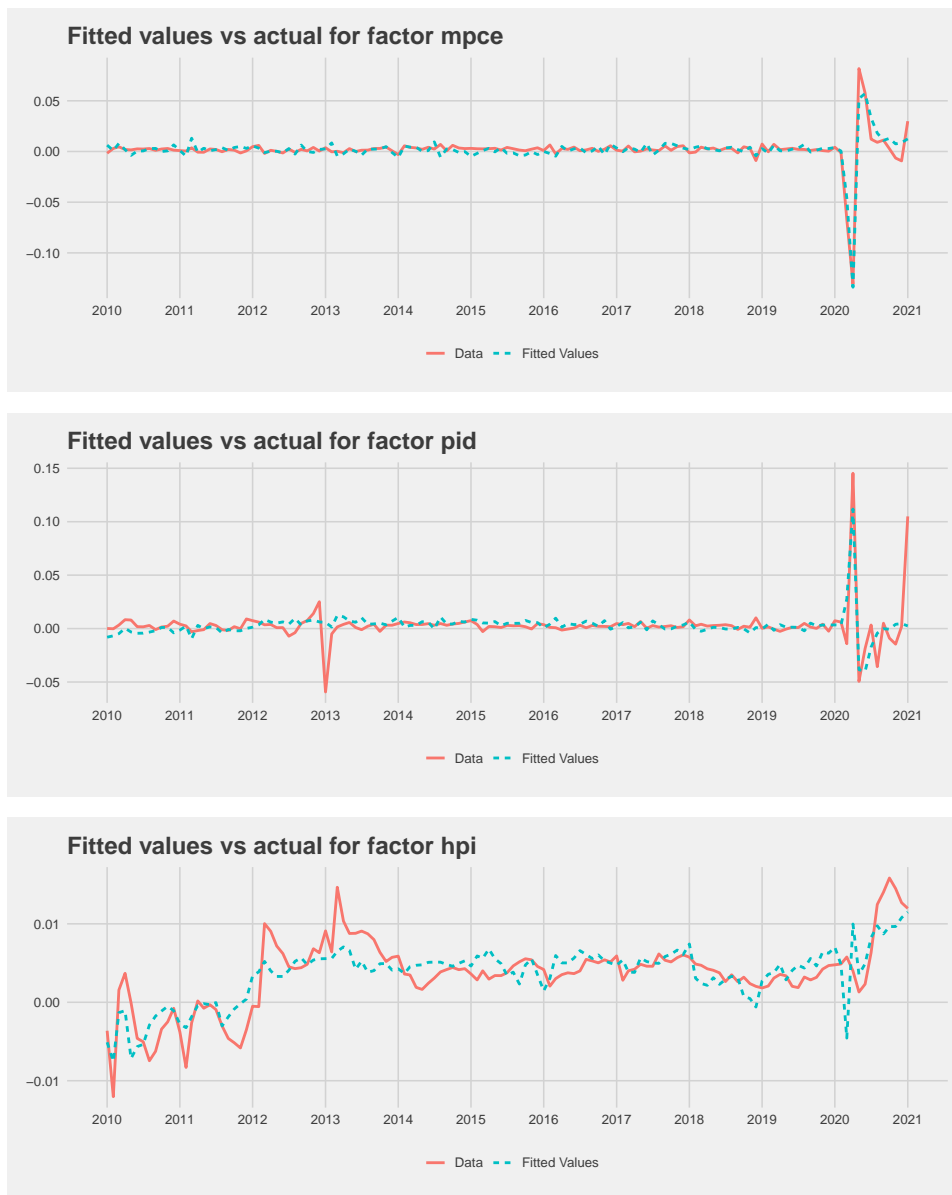 Fitted values vs actual for factor mpce
0.05
0.00
−0.05
−0.10
2010 2011 2012 2013 2014 2015 2016 2017 2018 2019 2020 2021
Data Fitted Values
Fitted values vs actual for factor pid
0.15
0.10
0.05
0.00
−0.05
2010 2011 2012 2013 2014 2015 2016 2017 2018 2019 2020 2021
Data Fitted Values
Fitted values vs actual for factor hpi
0.01
0.00
−0.01
2010 2011 2012 2013 2014 2015 2016 2017 2018 2019 2020 2021
Data Fitted Values